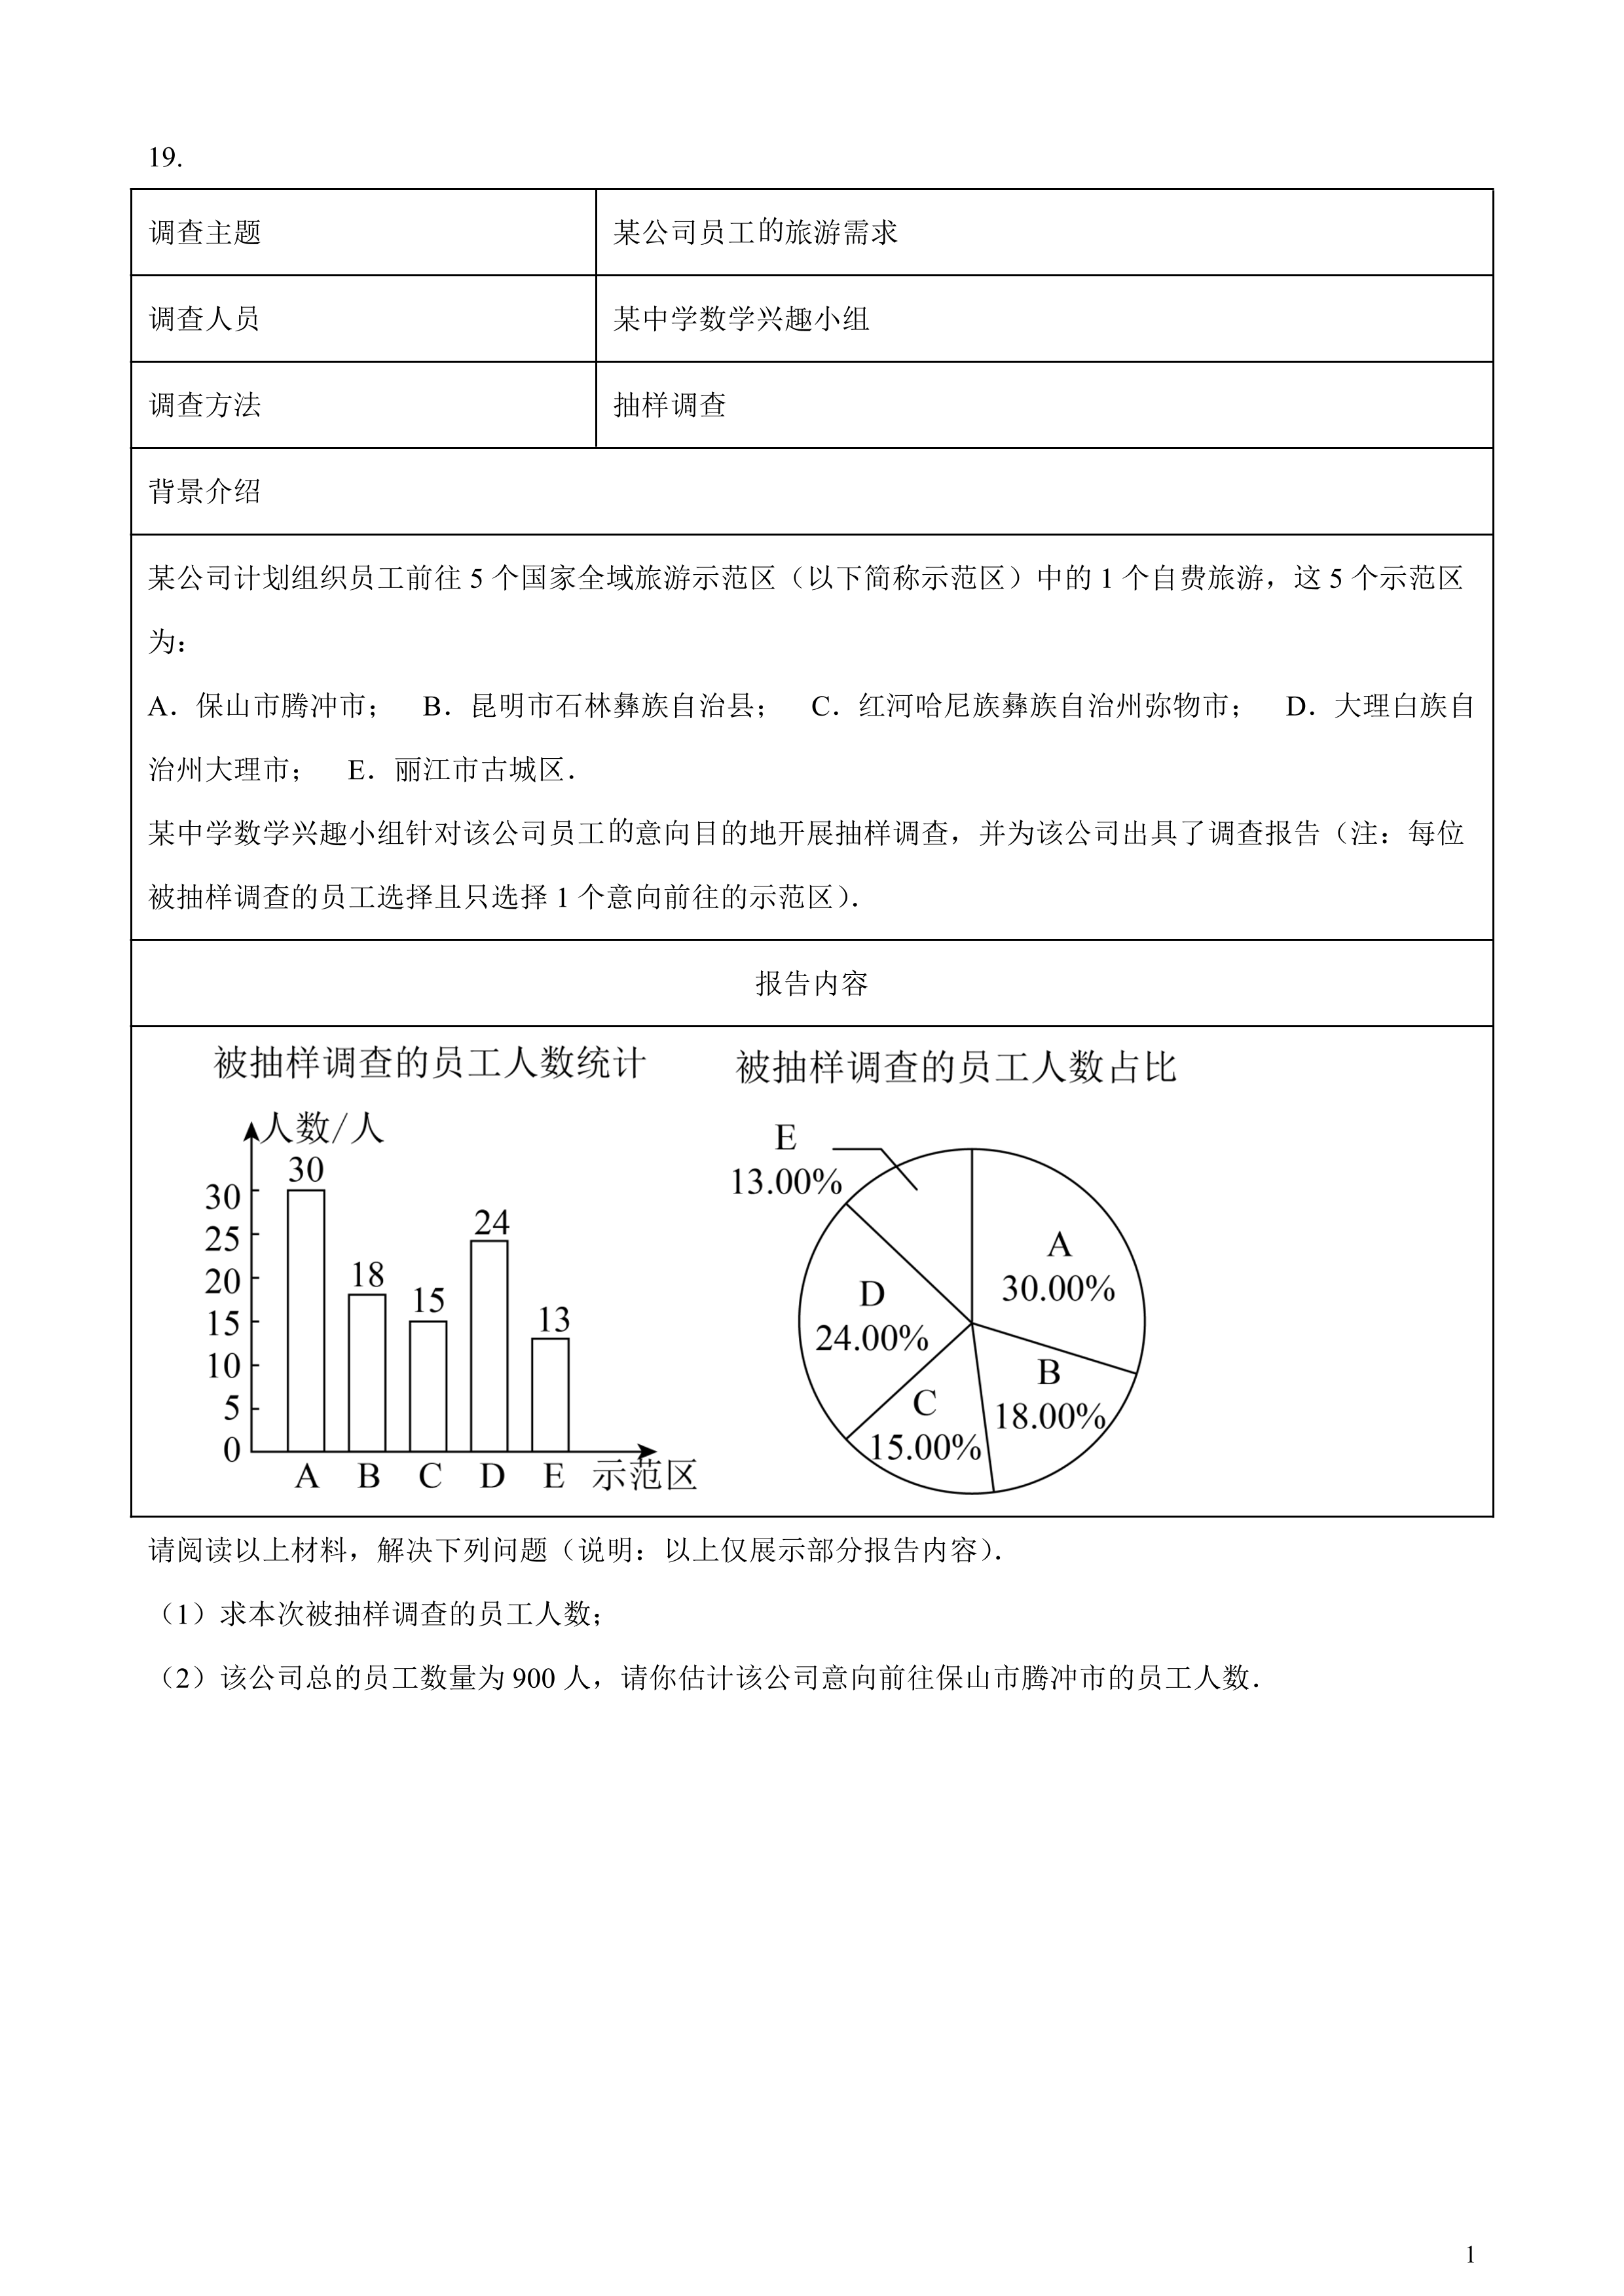 19.
调查主题 某公司员工的旅游需求
调查人员 某中学数学兴趣小组
调查方法 抽样调查
背景介绍
某公司计划组织员工前往 5 个国家全域旅游示范区（以下简称示范区）中的 1 个自费旅游，这 5 个示范区
为：
A．保山市腾冲市； B．昆明市石林彝族自治县； C．红河哈尼族彝族自治州弥物市； D．大理白族自
治州大理市； E．丽江市古城区．
某中学数学兴趣小组针对该公司员工的意向目的地开展抽样调查，并为该公司出具了调查报告（注：每位
被抽样调查的员工选择且只选择 1 个意向前往的示范区）．
报告内容
被抽样调查的员工人数统计
人数/人
30
30
25
20
15
10
5
0
18
15
24
13
A B C D E 示范区
被抽样调查的员工人数占比
E
13.00%
A
30.00%
D
24.00%
B
18.00%
C
15.00%
请阅读以上材料，解决下列问题（说明：以上仅展示部分报告内容）．
（1）求本次被抽样调查的员工人数；
（2）该公司总的员工数量为 900 人，请你估计该公司意向前往保山市腾冲市的员工人数．
1